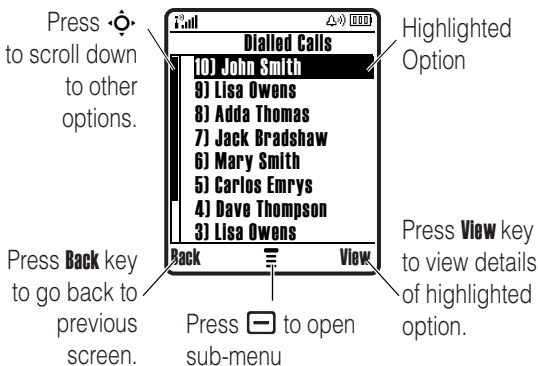 Press
to scroll down
to other
options.
Dialled Calls
10) John Smith
9) Lisa Owens
8) Adda Thomas
7) Jack Bradshaw
6) Mary Smith
5) Carlos Emrys
4) Dave Thompson
3) Lisa Owens
Back
View
Highlighted
Option
Press Back key
to go back to
previous
screen.
Press to open
sub-menu
Press View key
to view details
of highlighted
option.